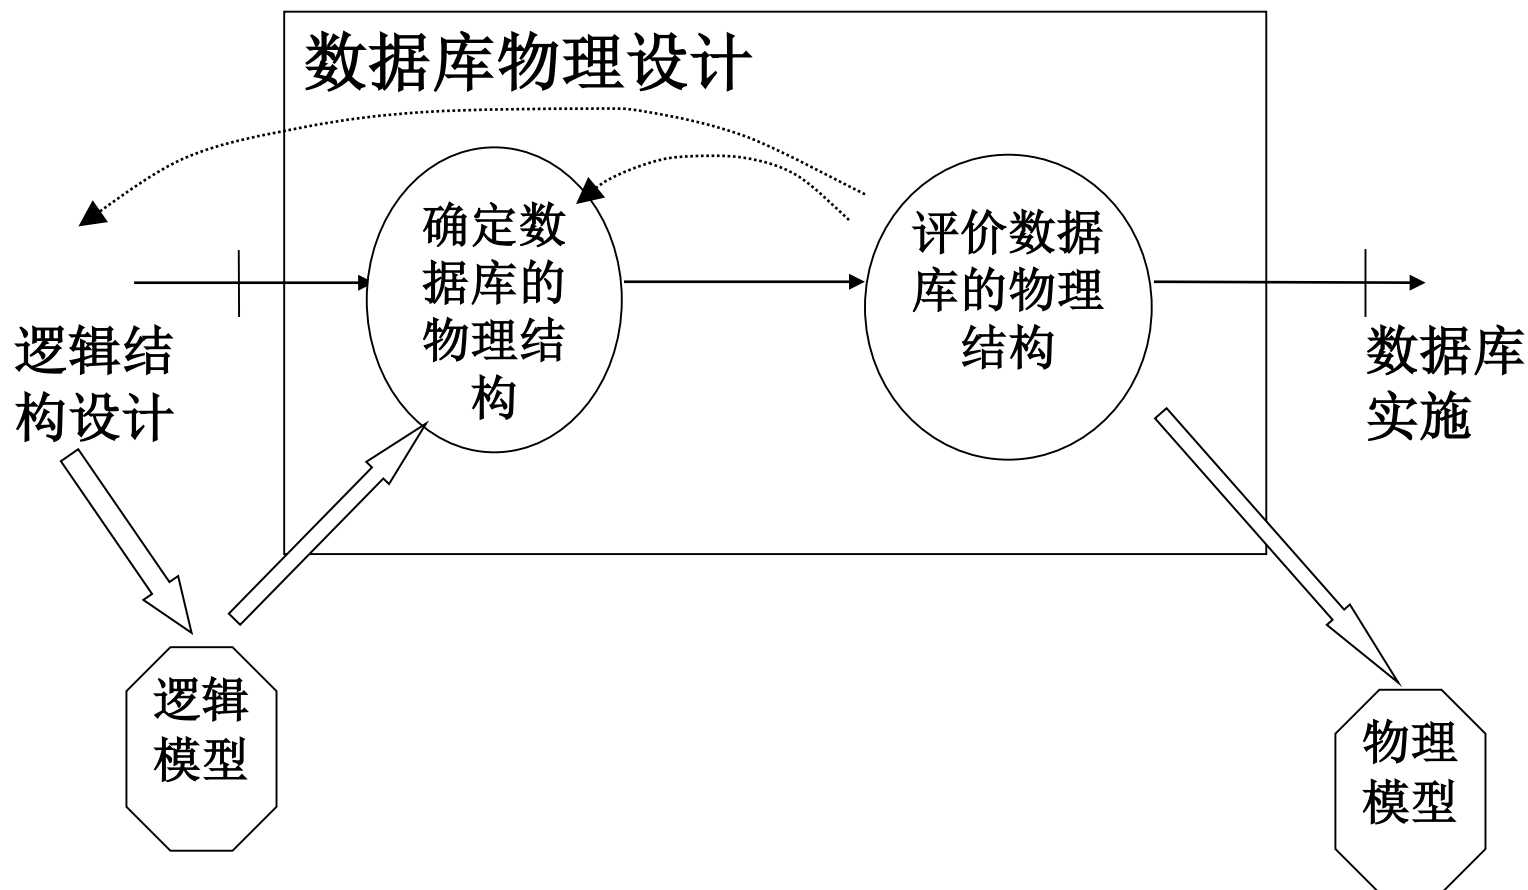 数据库物理设计
确定数
据库的
物理结
构
评价数据
库的物理
结构
逻辑结
构设计
数据库
实施
逻辑
模型
物理
模型